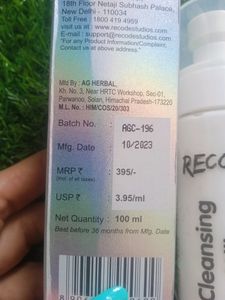 18th Floor Netaji Subhash Palace,
New Delhi - 110034
Toll Free : 1800 419 4959
www.recodestudios.com
E-mail : support@recodestudios.com
*For any Product Information/Complaint,
Contact us at above address
Mfd By : AG HERBAL,
Kh. No. 3, Near HRTC Workshop, Sec-01,
Parwanoo, Solan, Himachal Pradesh-173220
M.L. No.: HIM/COS/20/303
Batch No. : AGC-196
Mfg. Date : 10/2023
MRP ₹ : 395/-
(Incl. of all taxes)
USP ₹ : 3.95/ml
Net Quantity : 100 ml
Best before 36 months from Mfg. Date
RECO
Cleansing